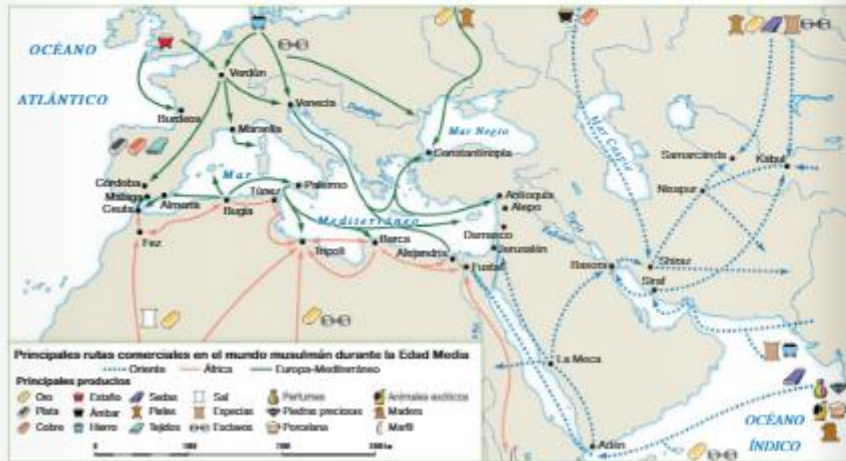 OCÉANO
ATLÁNTICO
Verdún
Burdeos
Venecia
Danubio
Marsella
Mar Negro
Constantinopla
Mar Caspio
Samarcanda
Kabul
Córdoba
Málaga
Ceuta
Almería
Mar
Mediterráneo
Túnez
Palermo
Bugía
Fez
Trípoli
Barca
Alejandría
Fustat
Antioquía
Alepo
Damasco
Jerusalén
Tigris
Basora
Siraf
La Meca
Adén
OCÉANO
ÍNDICO
Principales rutas comerciales en el mundo musulmán durante la Edad Media
Oriente África Europa-Mediterráneo
Principales productos
Oro Estaño Sedas Sal Perfumes Animales exóticos
Plata Ámbar Pieles Especias Piedras preciosas Madera
Cobre Hierro Tejidos Esclavos Porcelana Marfil
0